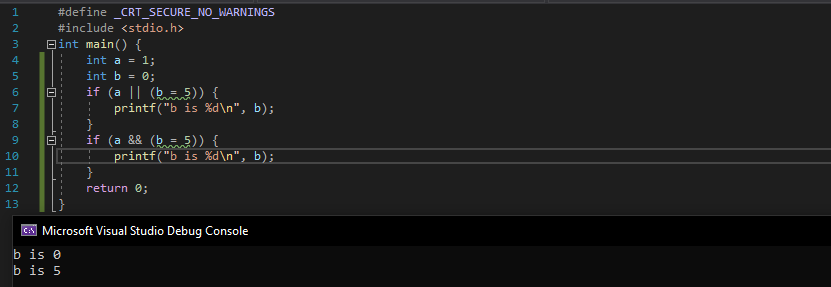 1 #define _CRT_SECURE_NO_WARNINGS
2 #include <stdio.h>
3 int main() {
4 int a = 1;
5 int b = 0;
6 if (a || (b = 5)) {
7 printf("b is %d\n", b);
8 }
9 if (a && (b = 5)) {
10 printf("b is %d\n", b);
11 }
12 return 0;
13 }
C:\ Microsoft Visual Studio Debug Console
b is 0
b is 5